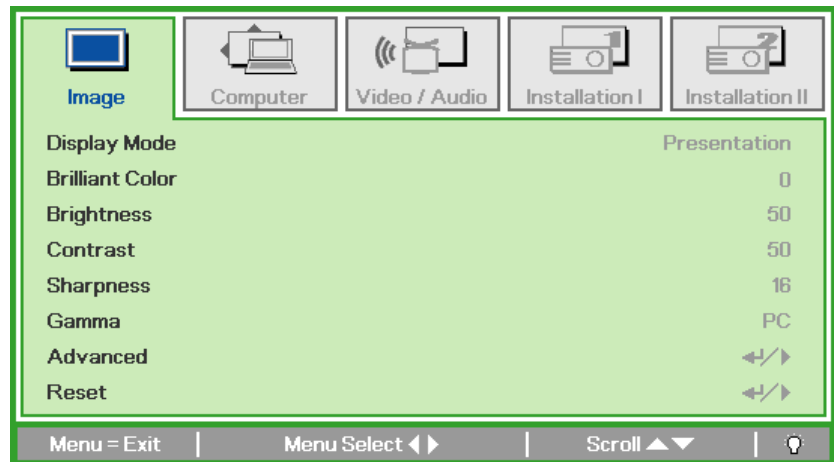 Image Computer Video / Audio Installation I Installation II
Display Mode Presentation
Brilliant Color 0
Brightness 50
Contrast 50
Sharpness 16
Gamma PC
Advanced ↵/▶
Reset ↵/▶
Menu = Exit | Menu Select ◀▶ | Scroll ▲▼ |